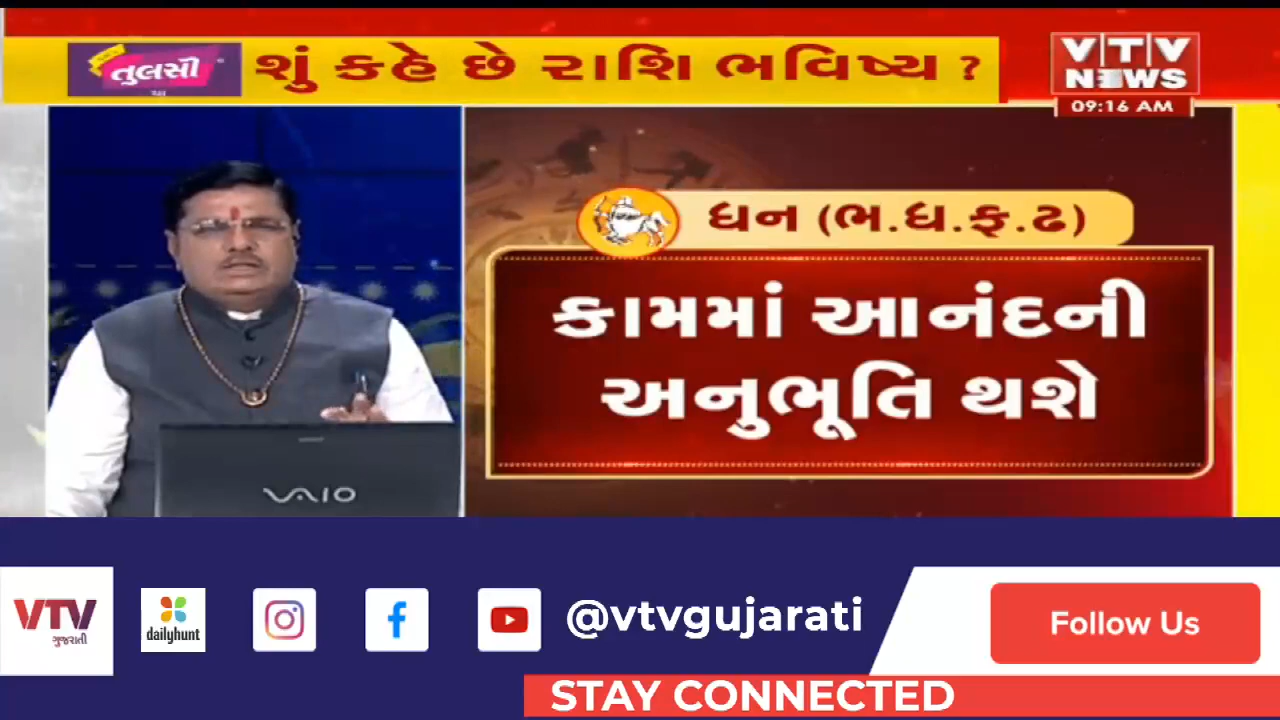 તુલસી
શું કહે છે રાશિ ભવિષ્ય ?
VTV
NEWS
09:16 AM
ધન (ભ.ધ.ફ.ઢ)
કામમાં આનંદની
અનુભૂતિ થશે
VAIO
VTV
ગુજરાતી
dailyhunt
@vtvgujarati
Follow Us
STAY CONNECTED